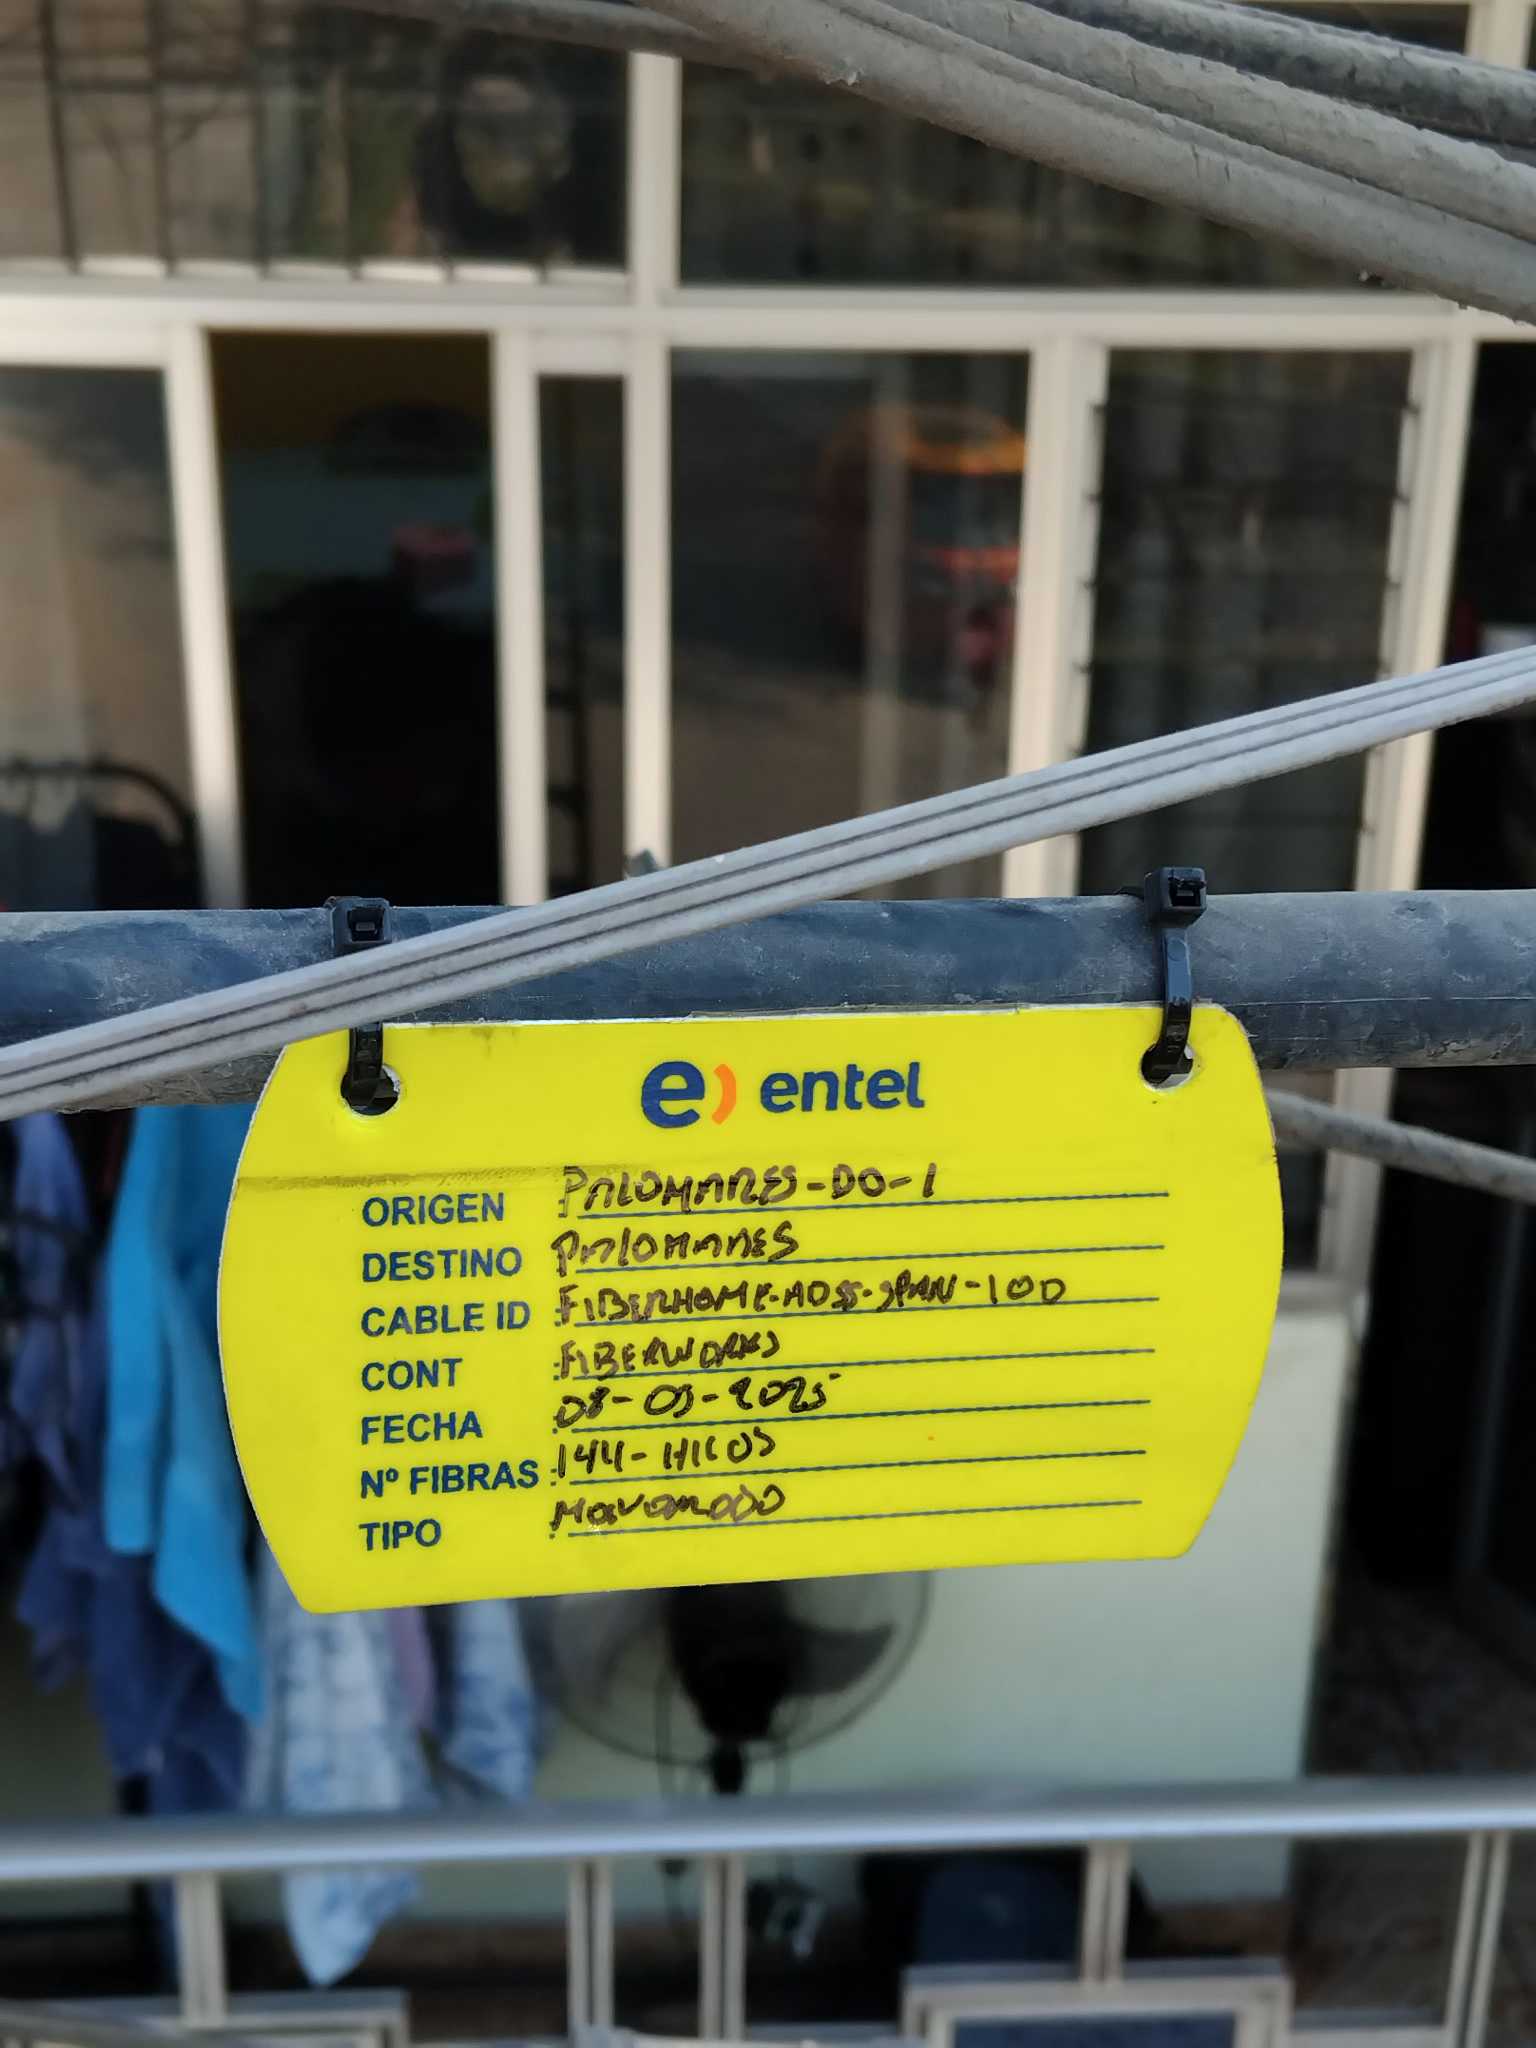 e) entel
ORIGEN : PALOMARES-DO-1
DESTINO PALOMARES
CABLE ID : FIBERHOME-ADSS-SPAN-100
CONT : FIBERWORKS
FECHA : 08-05-2025
Nº FIBRAS : 144-HILOS
TIPO :